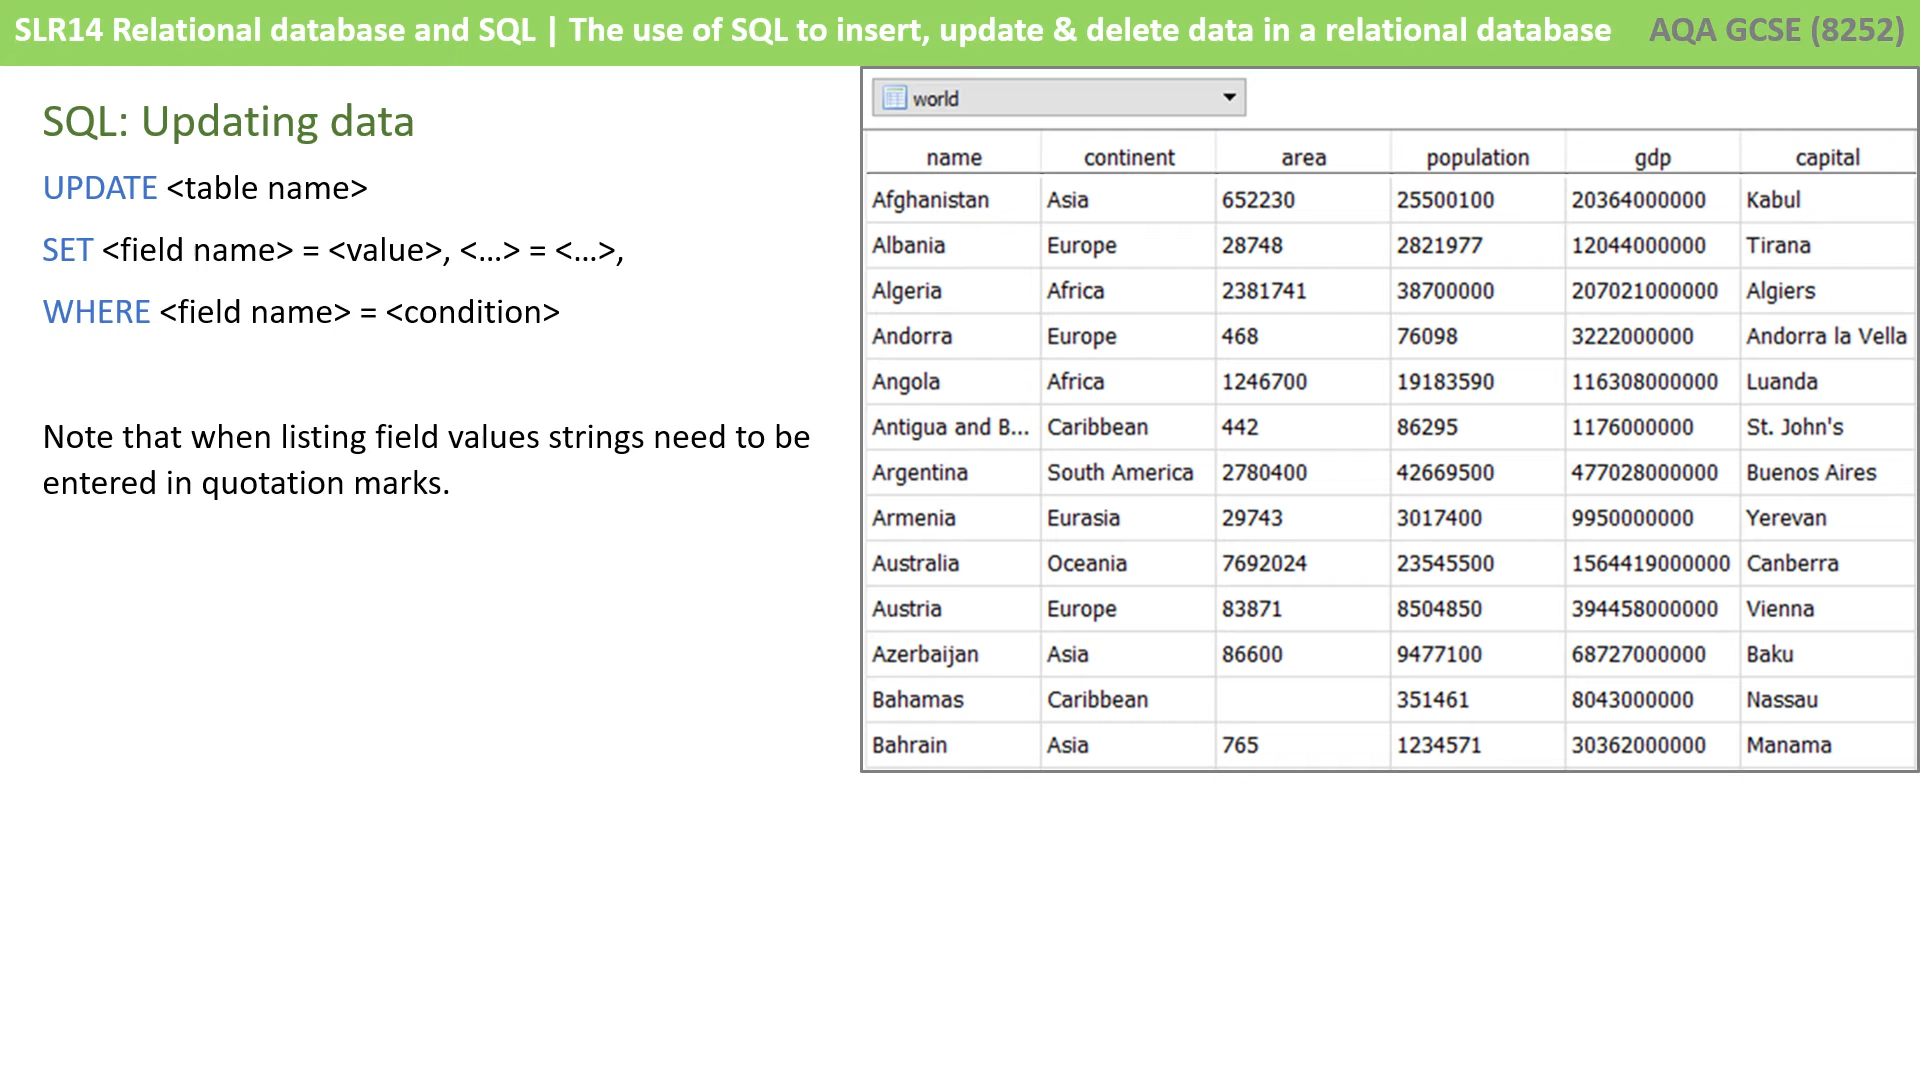 SLR14 Relational database and SQL | The use of SQL to insert, update & delete data in a relational database AQA GCSE (8252)
SQL: Updating data
UPDATE <table name>
SET <field name> = <value>, <...> = <...>,
WHERE <field name> = <condition>
Note that when listing field values strings need to be
entered in quotation marks.
world
name continent area population gdp capital
Afghanistan Asia 652230 25500100 20364000000 Kabul
Albania Europe 28748 2821977 12044000000 Tirana
Algeria Africa 2381741 38700000 207021000000 Algiers
Andorra Europe 468 76098 3222000000 Andorra la Vella
Angola Africa 1246700 19183590 116308000000 Luanda
Antigua and B... Caribbean 442 86295 1176000000 St. John's
Argentina South America 2780400 42669500 477028000000 Buenos Aires
Armenia Eurasia 29743 3017400 9950000000 Yerevan
Australia Oceania 7692024 23545500 1564419000000 Canberra
Austria Europe 83871 8504850 394458000000 Vienna
Azerbaijan Asia 86600 9477100 68727000000 Baku
Bahamas Caribbean 351461 8043000000 Nassau
Bahrain Asia 765 1234571 30362000000 Manama